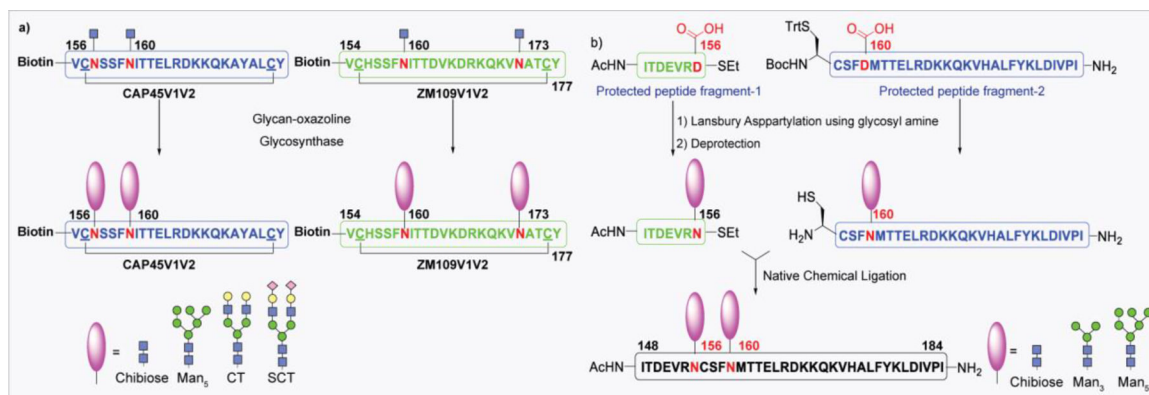 a)
156 160
Biotin VCNSSFNITTELRDKKQKAYALCY
CAP45V1V2
154 160 173
Biotin VCHSSFNITTDVKDRKQKVNATCY
ZM109V1V2 177
Glycan-oxazoline
Glycosynthase
156 160
Biotin VCNSSFNITTELRDKKQKAYALCY
CAP45V1V2
154 160 173
Biotin VCHSSFNITTDVKDRKQKVNATCY
ZM109V1V2 177
= Chibiose Man5 CT SCT
b)
O OH
156
AcHN ITDEVRD SEt
Protected peptide fragment-1
TrtS O OH
160
BocHN CSFDMTTELRDKKQKVHALFYKLDIVPI NH2
Protected peptide fragment-2
1) Lansbury Asppartylation using glycosyl amine
2) Deprotection
156
AcHN ITDEVRN SEt
HS
160
H2N CSFNMTTELRDKKQKVHALFYKLDIVPI NH2
Native Chemical Ligation
148 156 160 184
AcHN ITDEVRNCSFNMTTELRDKKQKVHALFYKLDIVPI NH2
= Chibiose Man3 Man5